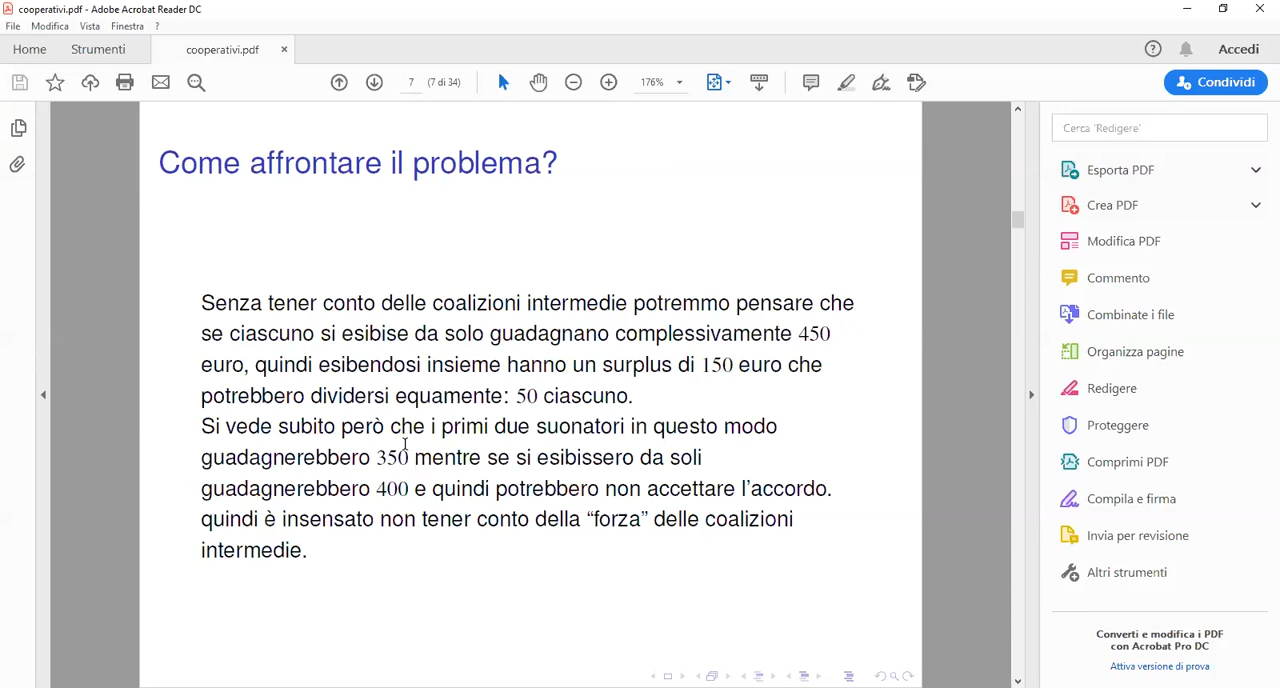 cooperativi.pdf - Adobe Acrobat Reader DC
File Modifica Vista Finestra ?
Home Strumenti cooperativi.pdf × ? Accedi
7 (7 di 34) 176% Condividi
Cerca 'Redigere'
Come affrontare il problema?
Senza tener conto delle coalizioni intermedie potremmo pensare che
se ciascuno si esibise da solo guadagnano complessivamente 450
euro, quindi esibendosi insieme hanno un surplus di 150 euro che
potrebbero dividersi equamente: 50 ciascuno.
Si vede subito però che i primi due suonatori in questo modo
guadagnerebbero 350 mentre se si esibissero da soli
guadagnerebbero 400 e quindi potrebbero non accettare l'accordo.
quindi è insensato non tener conto della “forza” delle coalizioni
intermedie.
Esporta PDF
Crea PDF
Modifica PDF
Commento
Combinate i file
Organizza pagine
Redigere
Proteggere
Comprimi PDF
Compila e firma
Invia per revisione
Altri strumenti
Converti e modifica i PDF
con Acrobat Pro DC
Attiva versione di prova